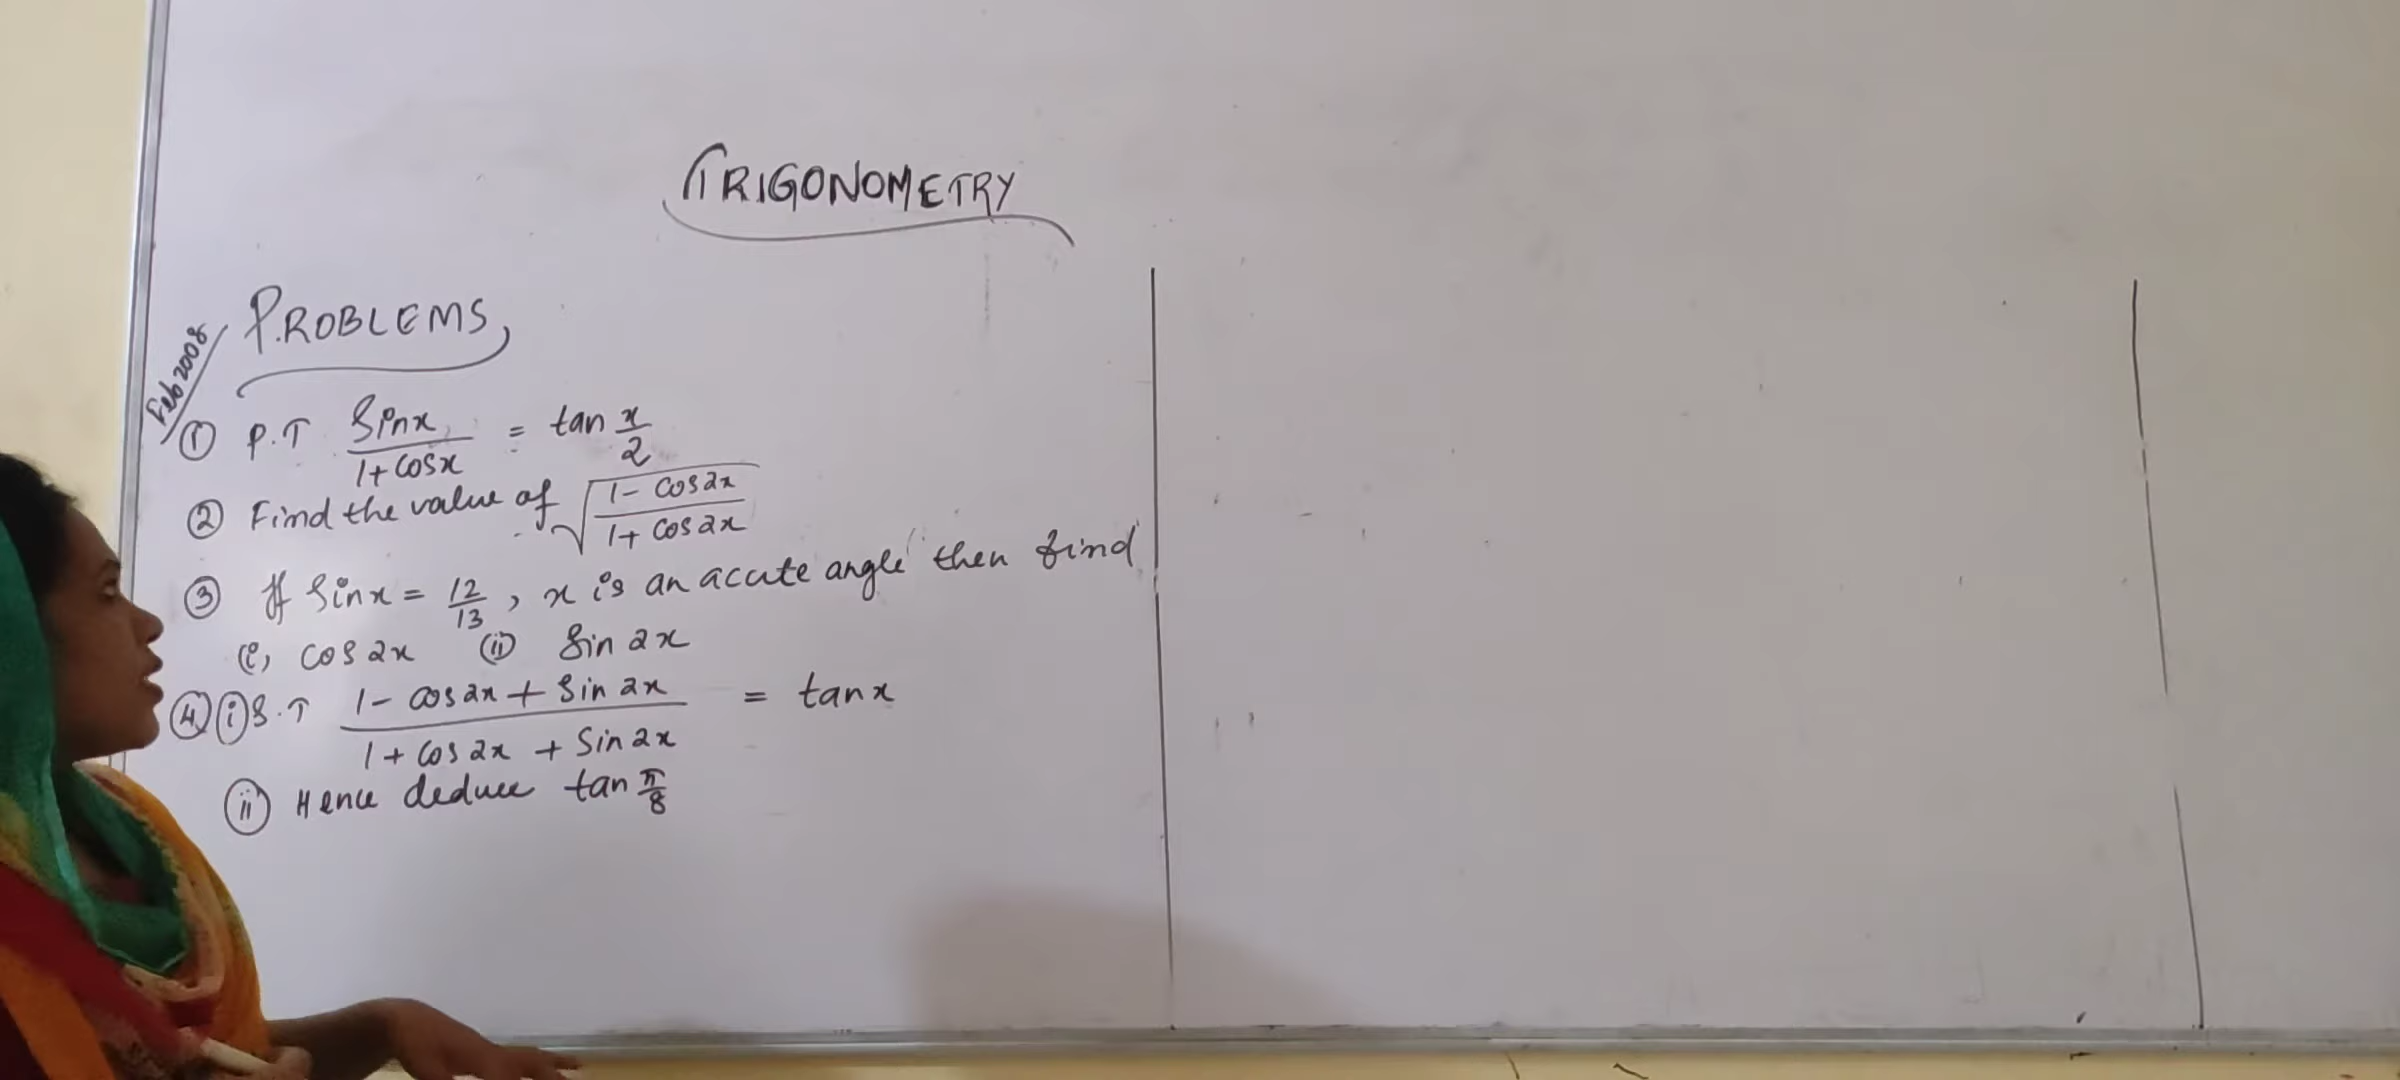 TRIGONOMETRY
PROBLEMS
Feb 2008
① P.T Sinx/1+cosx = tan x/2
② Find the value of √(1-cos2x/1+cos2x)
③ If Sinx = 12/13, x is an acute angle then find
(i) cos2x (ii) Sin2x
④ (i) S.T 1-cos2x+Sin2x/1+cos2x+Sin2x = tanx
(ii) Hence deduce tan π/8